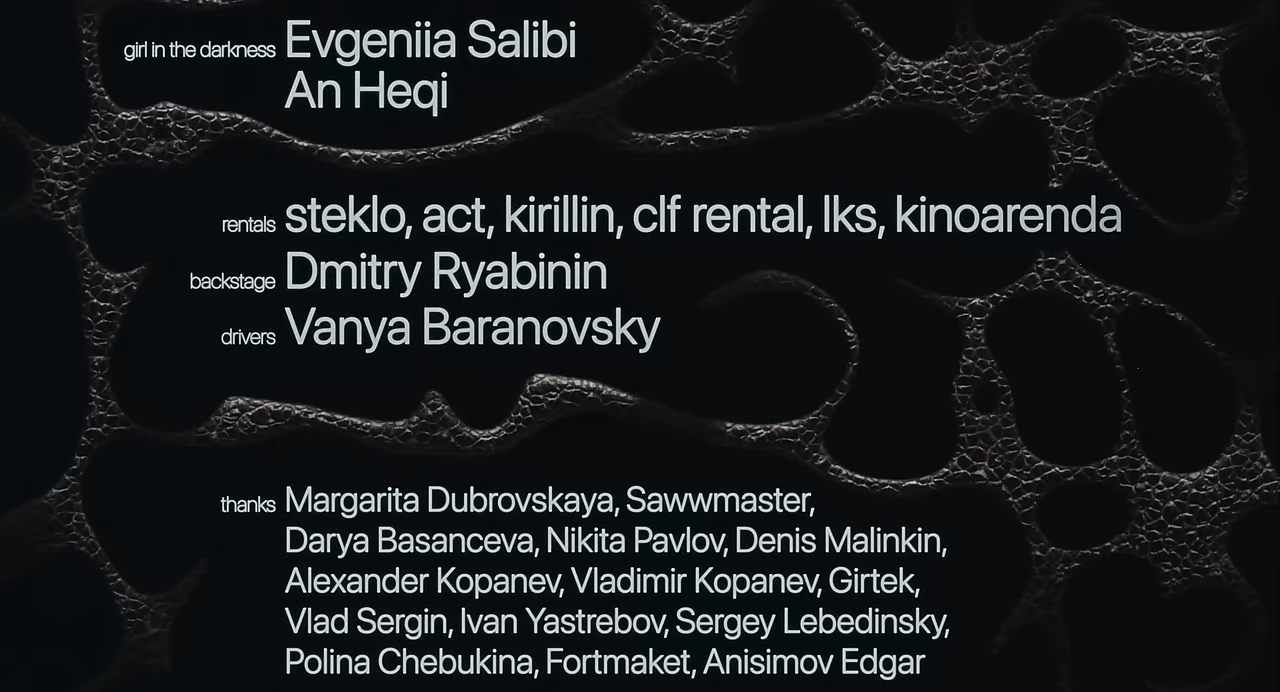 girl in the darkness Evgeniia Salibi
An Heqi
rentals steklo, act, kirillin, clf rental, lks, kinoarenda
backstage Dmitry Ryabinin
drivers Vanya Baranovsky
thanks Margarita Dubrovskaya, Sawwmaster,
Darya Basanceva, Nikita Pavlov, Denis Malinkin,
Alexander Kopanev, Vladimir Kopanev, Girtek,
Vlad Sergin, Ivan Yastrebov, Sergey Lebedinsky,
Polina Chebukina, Fortmaket, Anisimov Edgar